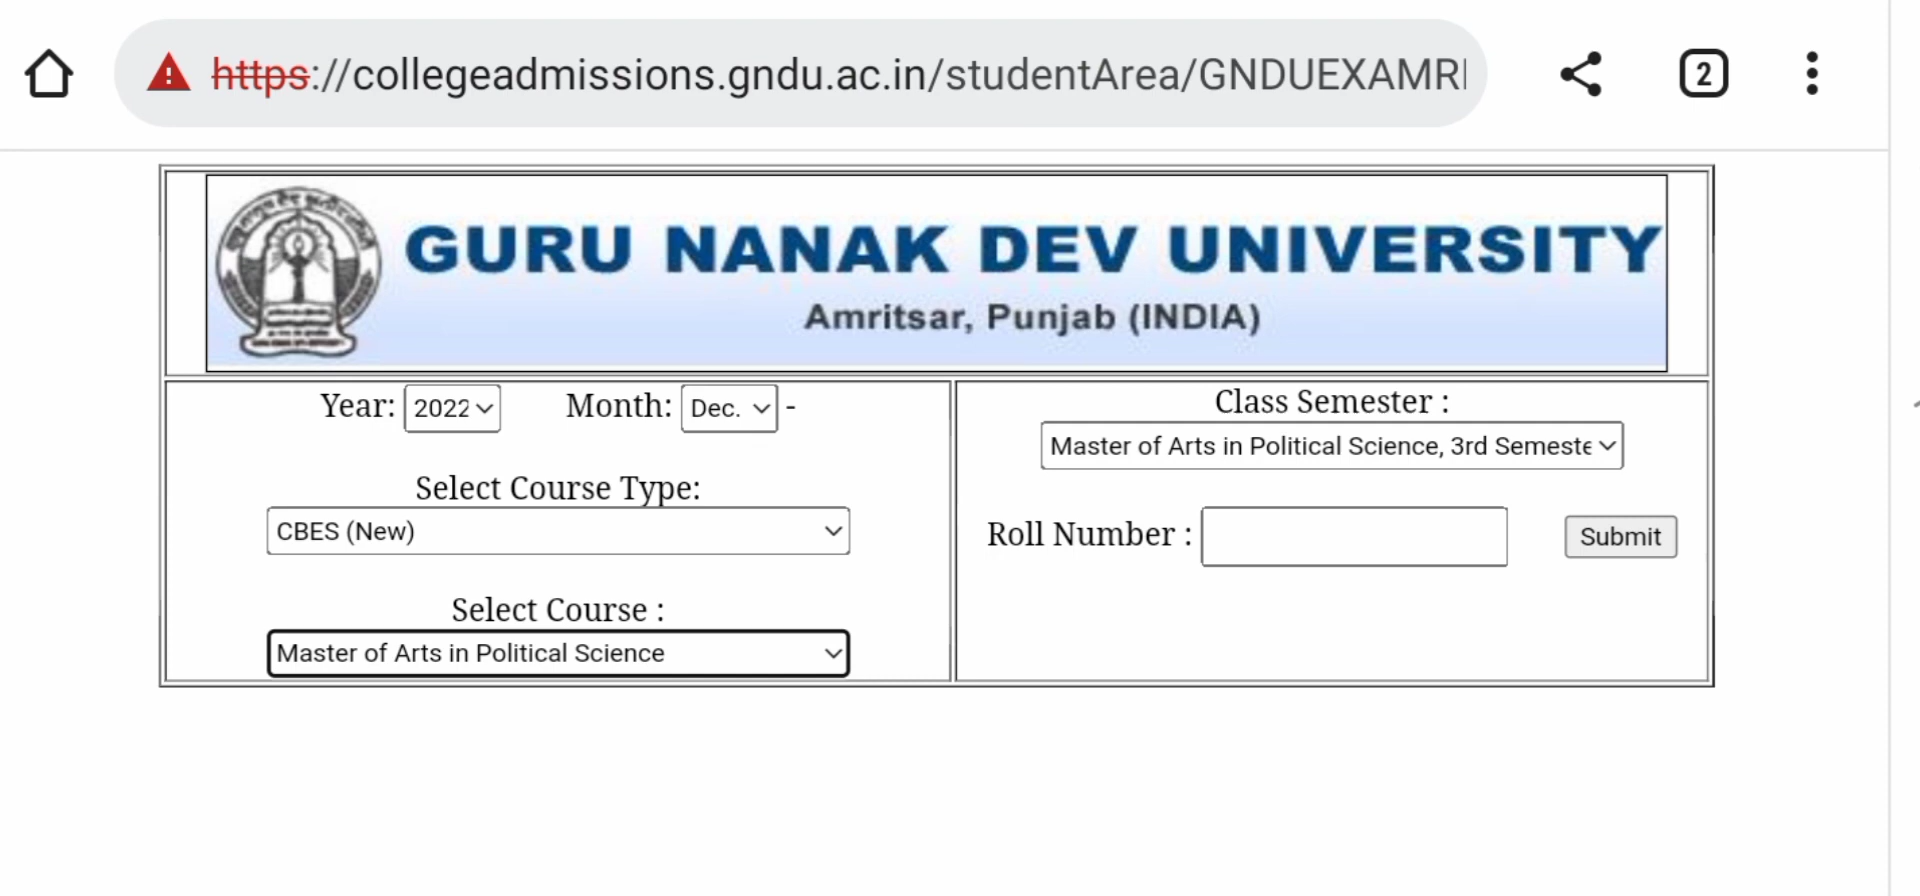 https://collegeadmissions.gndu.ac.in/studentArea/GNDUEXAMR
2
GURU NANAK DEV UNIVERSITY
Amritsar, Punjab (INDIA)
Year: 2022 Month: Dec. -
Select Course Type:
CBES (New)
Select Course :
Master of Arts in Political Science
Class Semester :
Master of Arts in Political Science, 3rd Semeste
Roll Number :
Submit